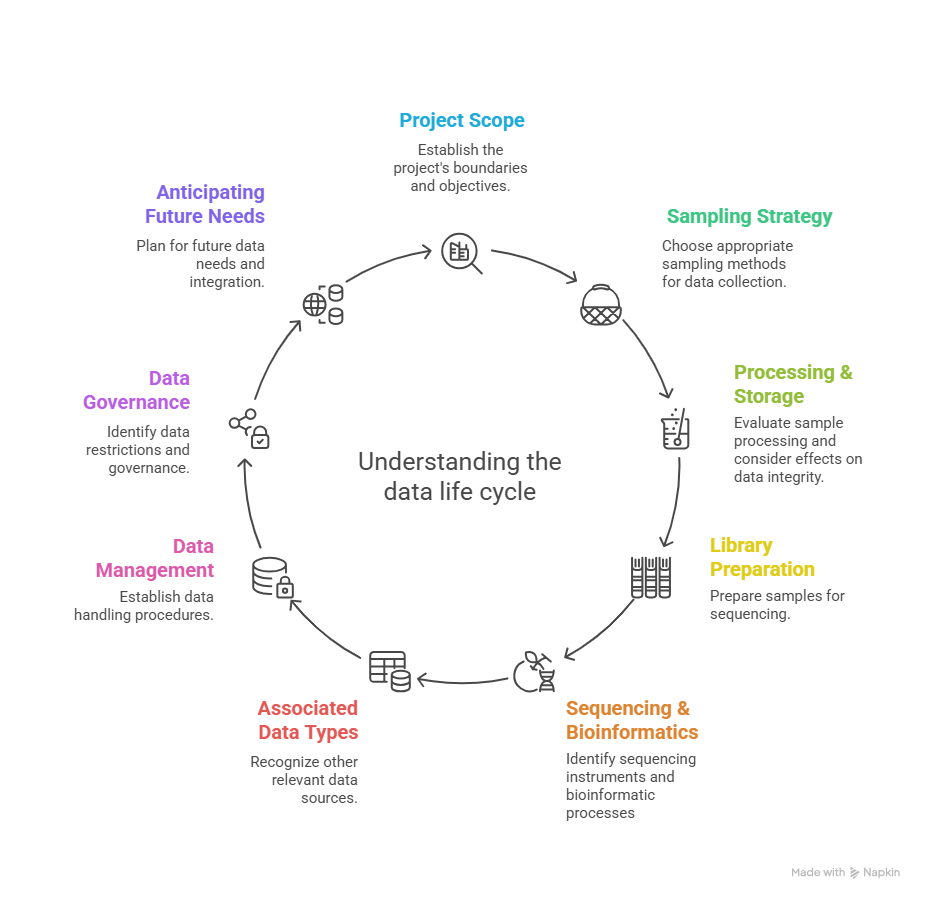 Project Scope
Establish the
project's boundaries
and objectives.
Sampling Strategy
Choose appropriate
sampling methods
for data collection.
Processing &
Storage
Evaluate sample
processing and
consider effects on
data integrity.
Library
Preparation
Prepare samples for
sequencing.
Sequencing &
Bioinformatics
Identify sequencing
instruments and
bioinformatic
processes
Associated
Data Types
Recognize other
relevant data
sources.
Data
Management
Establish data
handling procedures.
Data
Governance
Identify data
restrictions and
governance.
Anticipating
Future Needs
Plan for future data
needs and
integration.
Understanding the
data life cycle
Made with Napkin